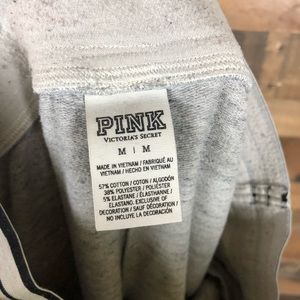 PINK
VICTORIA'S SECRET
M | M
MADE IN VIETNAM / FABRIQUÉ AU
VIETNAM / HECHO EN VIETNAM
57% COTTON / COTON / ALGODÓN
38% POLYESTER / POLIÉSTER
5% ELASTANE / ÉLASTHANNE /
ELASTANO. EXCLUSIVE OF
DECORATION / SAUF DÉCORATION /
NO INCLUYE LA DECORACIÓN